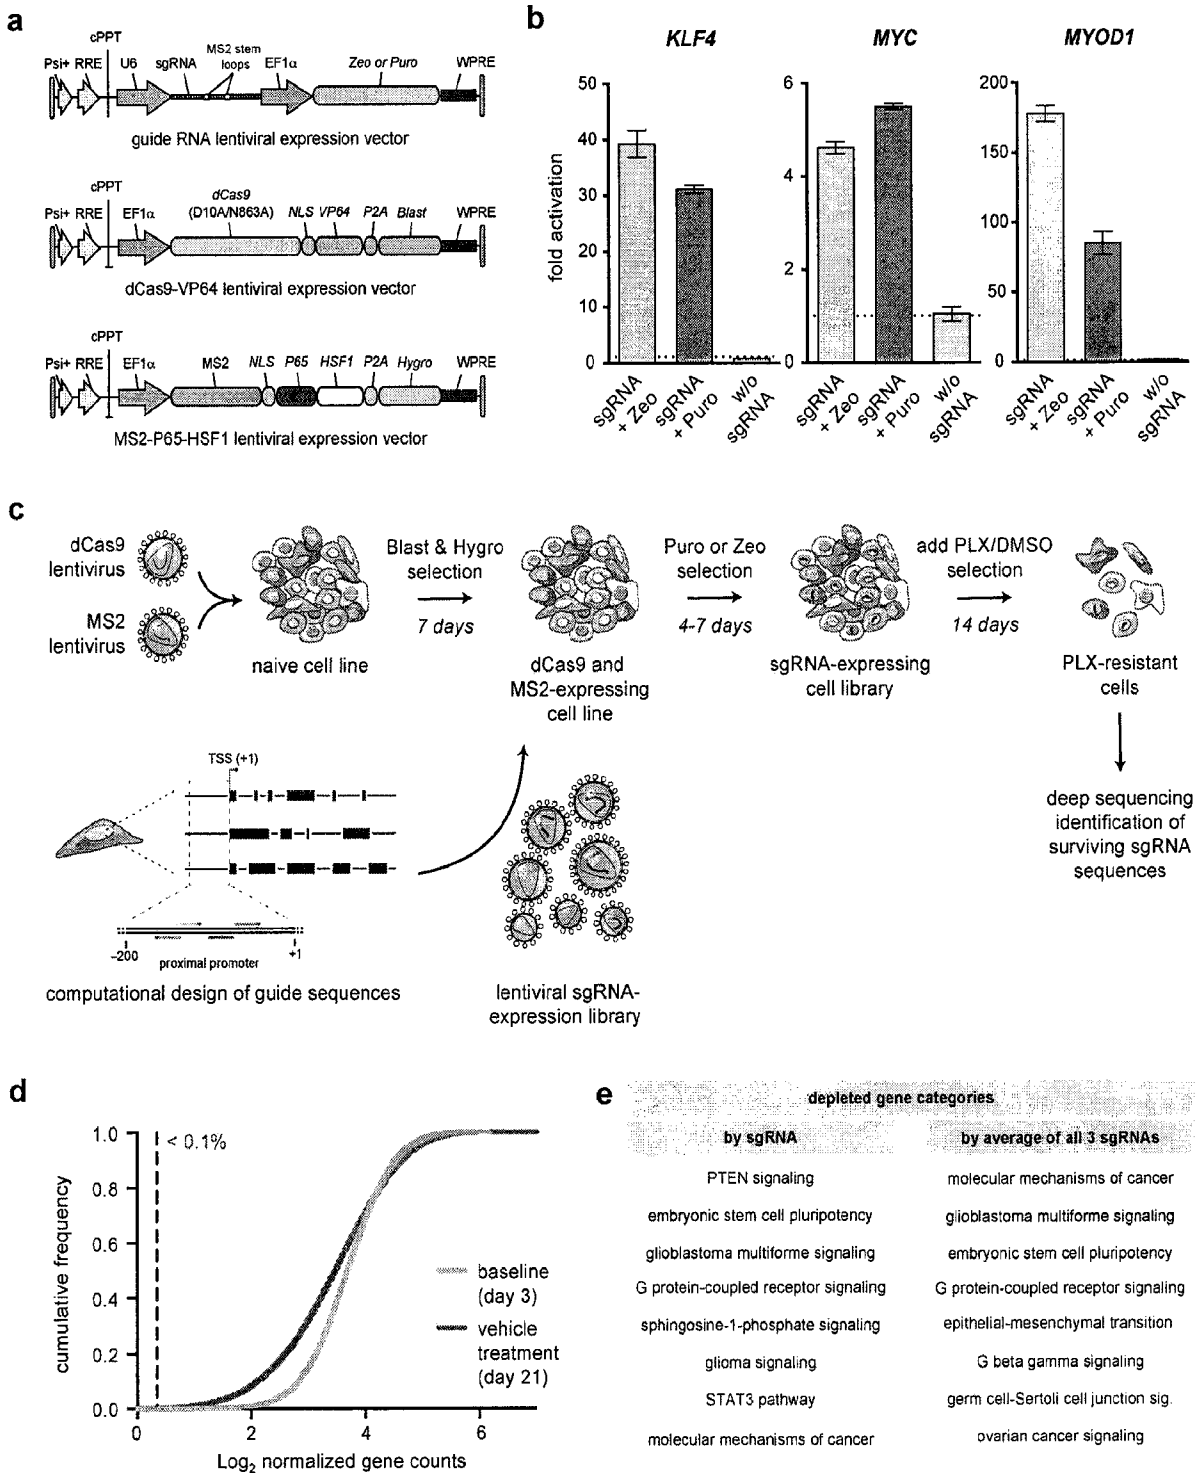 a
cPPT
Psi+ RRE U6 sgRNA MS2 stem loops EF1α Zeo or Puro WPRE
guide RNA lentiviral expression vector
cPPT
Psi+ RRE EF1α dCas9 (D10A/N863A) NLS VP64 P2A Blast WPRE
dCas9-VP64 lentiviral expression vector
cPPT
Psi+ RRE EF1α MS2 NLS P65 HSF1 P2A Hygro WPRE
MS2-P65-HSF1 lentiviral expression vector
b
KLF4 MYC MYOD1
fold activation
50
40
30
20
10
0
sgRNA + Zeo
sgRNA + Puro
w/o sgRNA
6
4
2
0
sgRNA + Zeo
sgRNA + Puro
w/o sgRNA
200
150
100
50
0
sgRNA + Zeo
sgRNA + Puro
w/o sgRNA
c
dCas9
lentivirus
MS2
lentivirus
naive cell line
Blast & Hygro
selection
7 days
dCas9 and
MS2-expressing
cell line
Puro or Zeo
selection
4-7 days
sgRNA-expressing
cell library
add PLX/DMSO
selection
14 days
PLX-resistant
cells
deep sequencing
identification of
surviving sgRNA
sequences
TSS (+1)
−200
proximal promoter
+1
computational design of guide sequences
lentiviral sgRNA-
expression library
d
cumulative frequency
1.0
0.8
0.6
0.4
0.2
0.0
< 0.1%
baseline
(day 3)
vehicle
treatment
(day 21)
0 2 4 6
Log2 normalized gene counts
e
depleted gene categories
by sgRNA by average of all 3 sgRNAs
PTEN signaling molecular mechanisms of cancer
embryonic stem cell pluripotency glioblastoma multiforme signaling
glioblastoma multiforme signaling embryonic stem cell pluripotency
G protein-coupled receptor signaling G protein-coupled receptor signaling
sphingosine-1-phosphate signaling epithelial-mesenchymal transition
glioma signaling G beta gamma signaling
STAT3 pathway germ cell-Sertoli cell junction sig.
molecular mechanisms of cancer ovarian cancer signaling